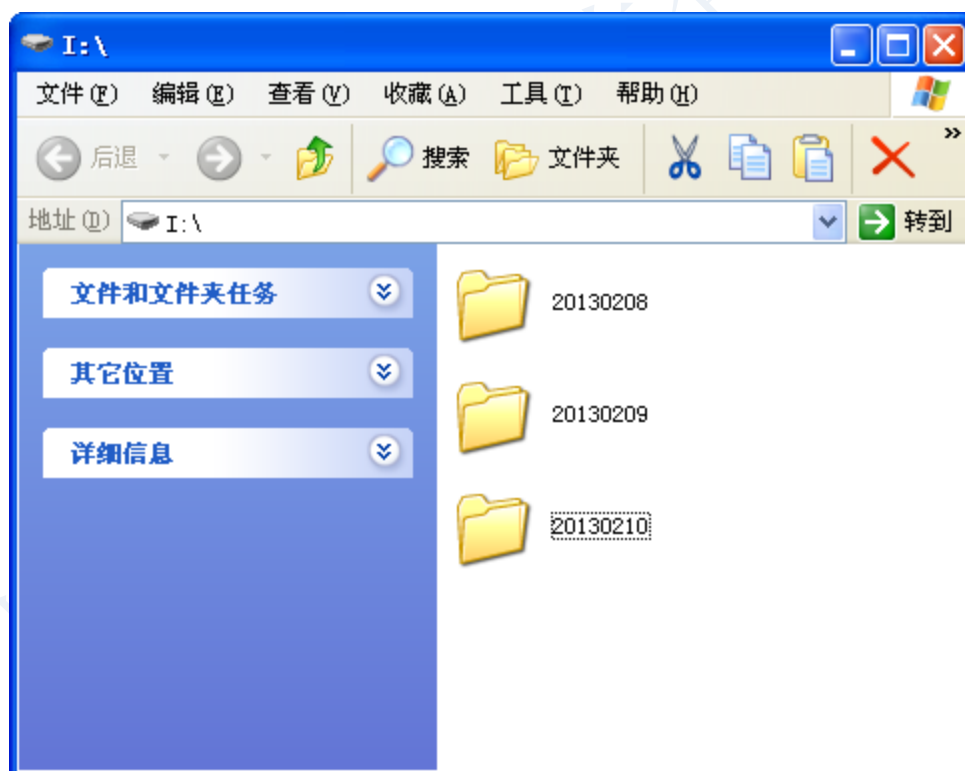 I:\
文件(F) 编辑(E) 查看(V) 收藏(A) 工具(T) 帮助(H)
后退 搜索 文件夹 »
地址(D) I:\ 转到
文件和文件夹任务
其它位置
详细信息
20130208
20130209
20130210